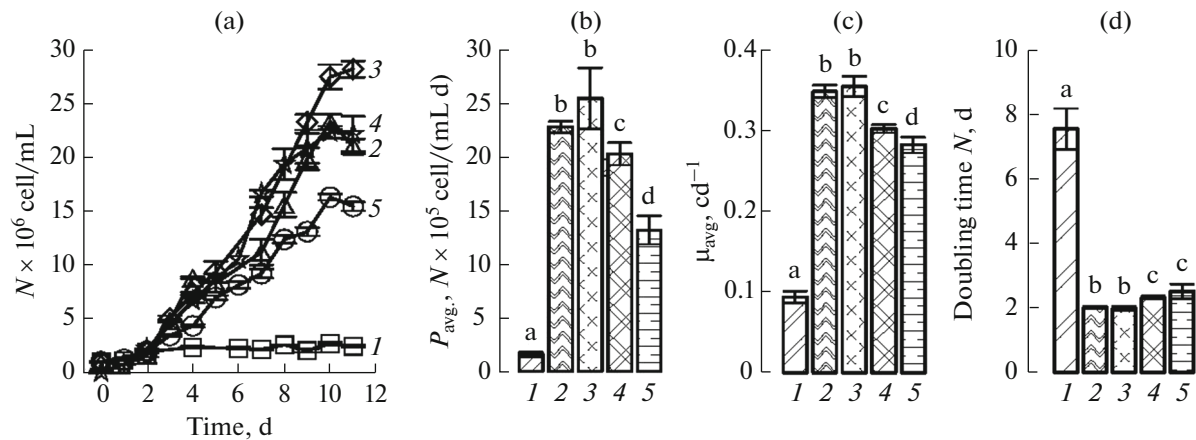 (a)
N × 10⁶ cell/mL
30
25
20
15
10
5
0
0 2 4 6 8 10 12
Time, d
3
4
2
5
1
(b)
P avg., N × 10⁵ cell/(mL d)
30
25
20
15
10
5
0
a b b c d
1 2 3 4 5
(c)
μavg, cd⁻¹
0.4
0.3
0.2
0.1
0
a b b c d
1 2 3 4 5
(d)
Doubling time N, d
10
8
6
4
2
0
a b b c c
1 2 3 4 5